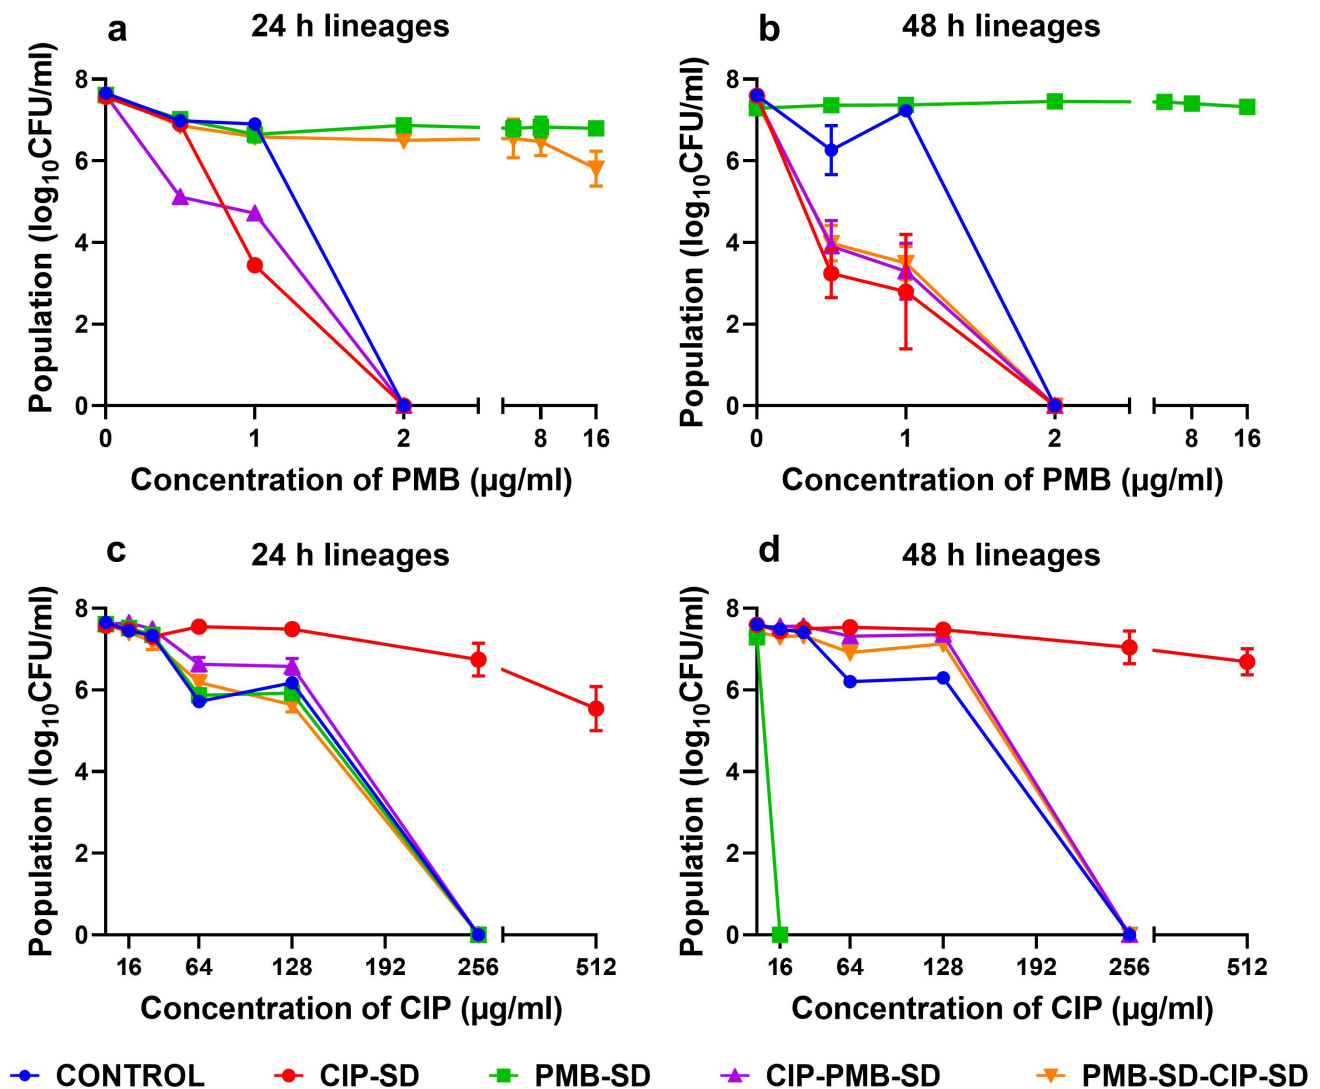 a
24 h lineages
Population (log10CFU/ml)
8
6
4
2
0
0 1 2 8 16
Concentration of PMB (µg/ml)
b
48 h lineages
Population (log10CFU/ml)
8
6
4
2
0
0 1 2 8 16
Concentration of PMB (µg/ml)
c
24 h lineages
Population (log10CFU/ml)
8
6
4
2
0
16 64 128 192 256 512
Concentration of CIP (µg/ml)
d
48 h lineages
Population (log10CFU/ml)
8
6
4
2
0
16 64 128 192 256 512
Concentration of CIP (µg/ml)
CONTROL CIP-SD PMB-SD CIP-PMB-SD PMB-SD-CIP-SD